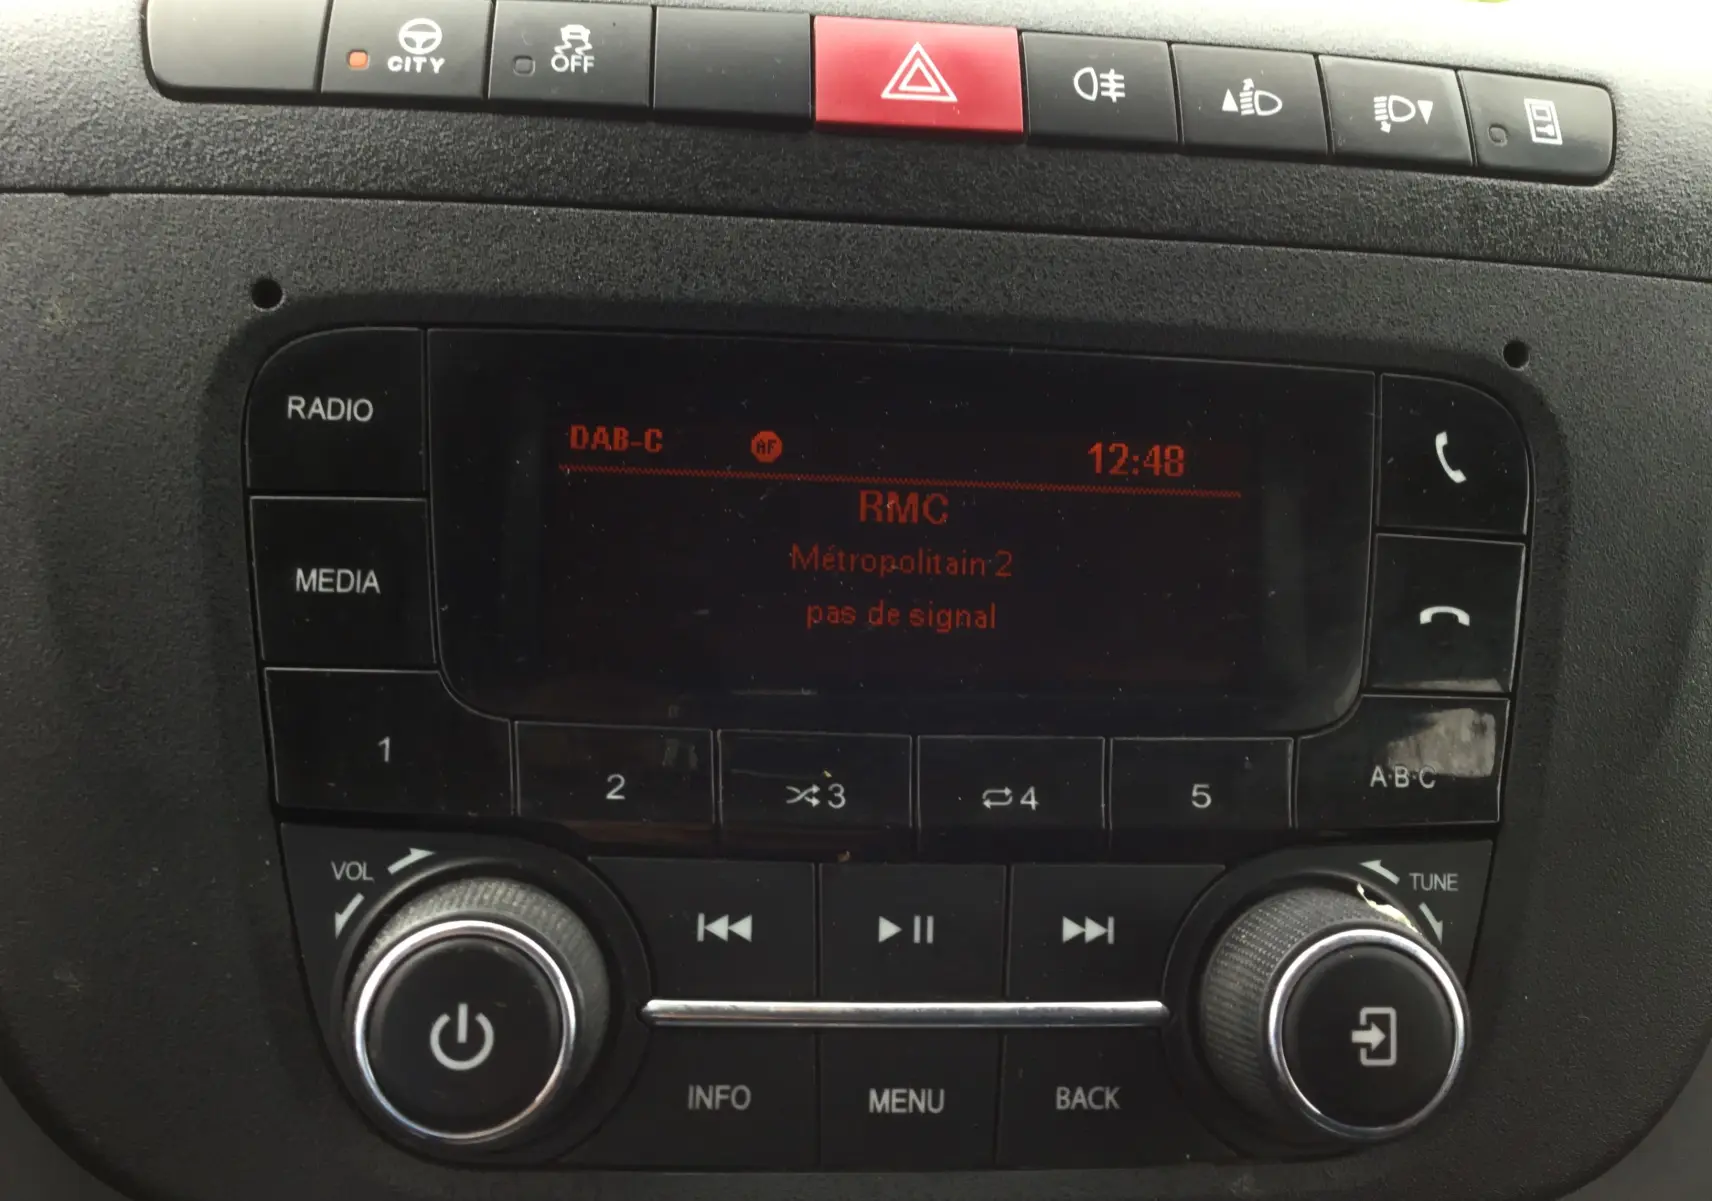 CITY
OFF
RADIO
DAB-C AF 12:48
RMC
Métropolitain 2
pas de signal
MEDIA
1
2
3
4
5
A·B·C
VOL
TUNE
INFO
MENU
BACK